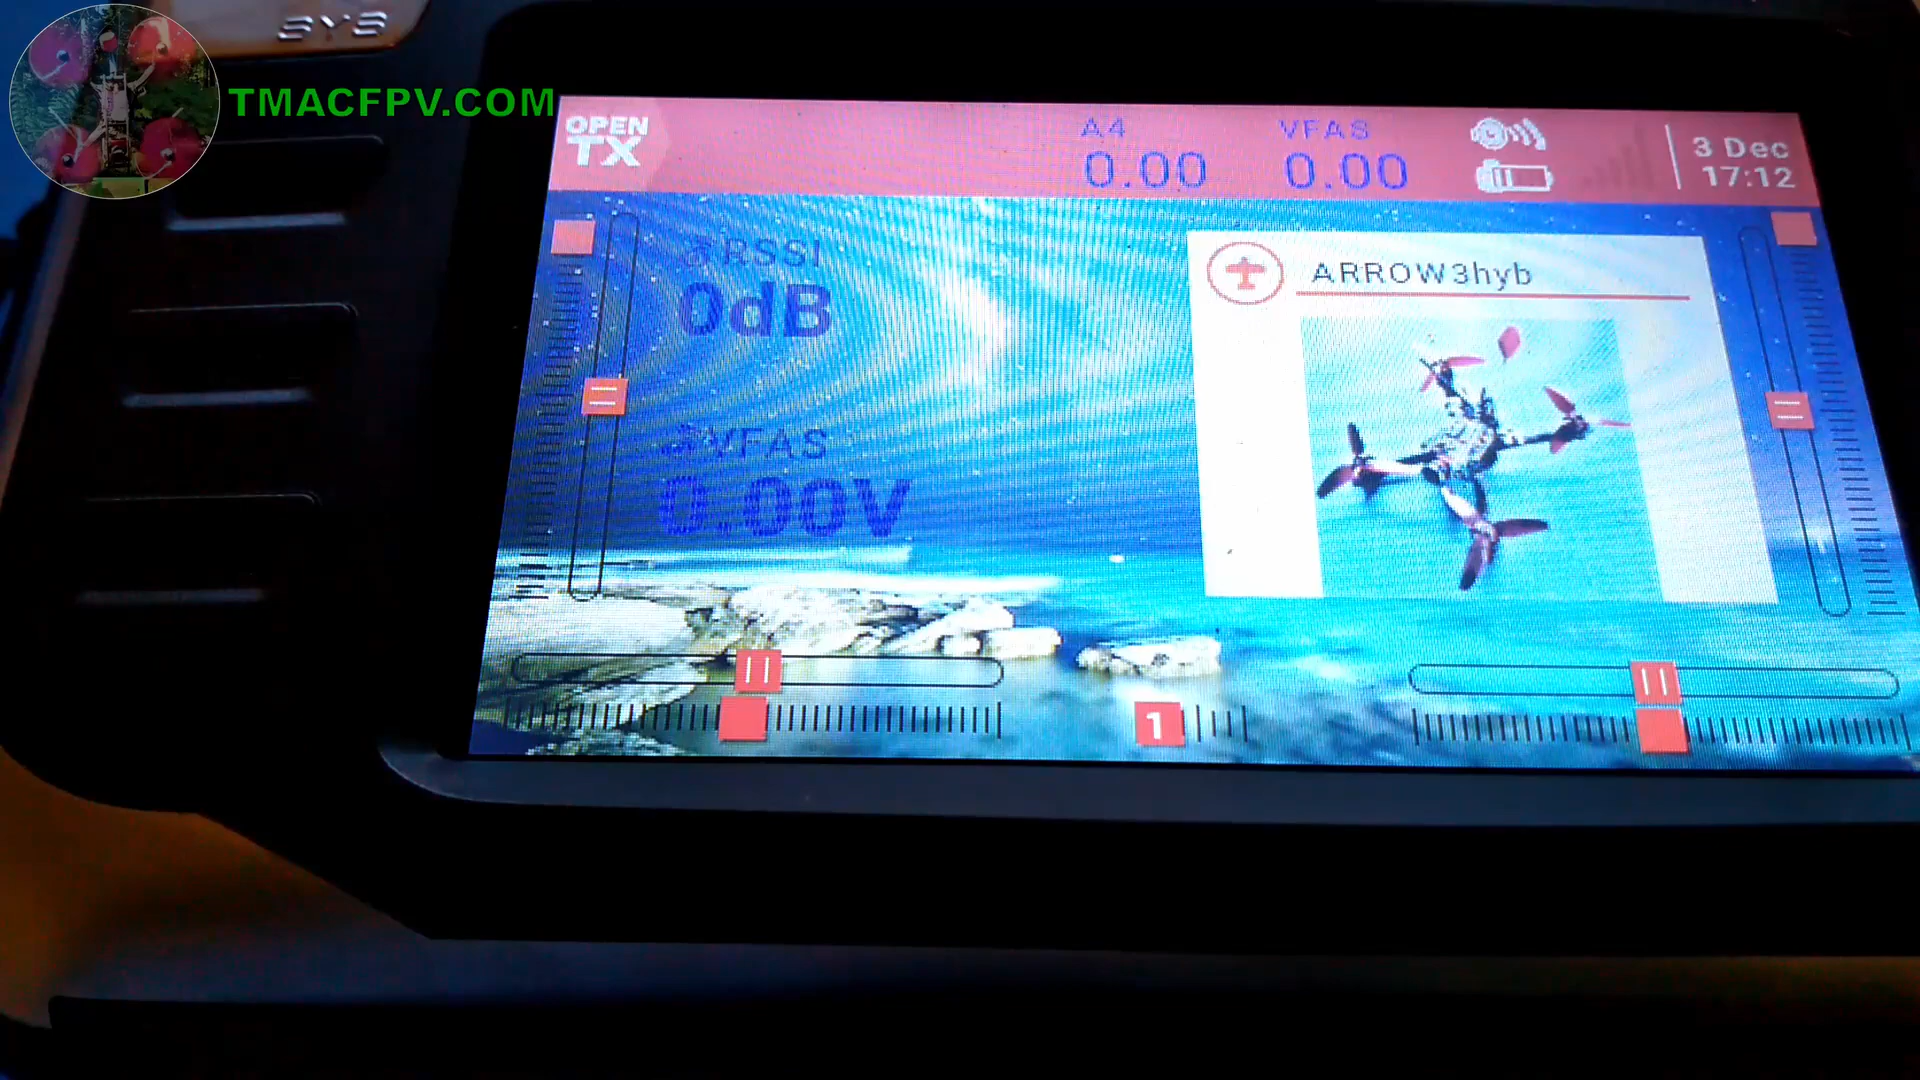 SYS
TMACFPV.COM
OPEN
TX
A4
0.00
VFAS
0.00
3 Dec
17:12
RSSI
0dB
VFAS
0.00V
ARROW3hyb
1